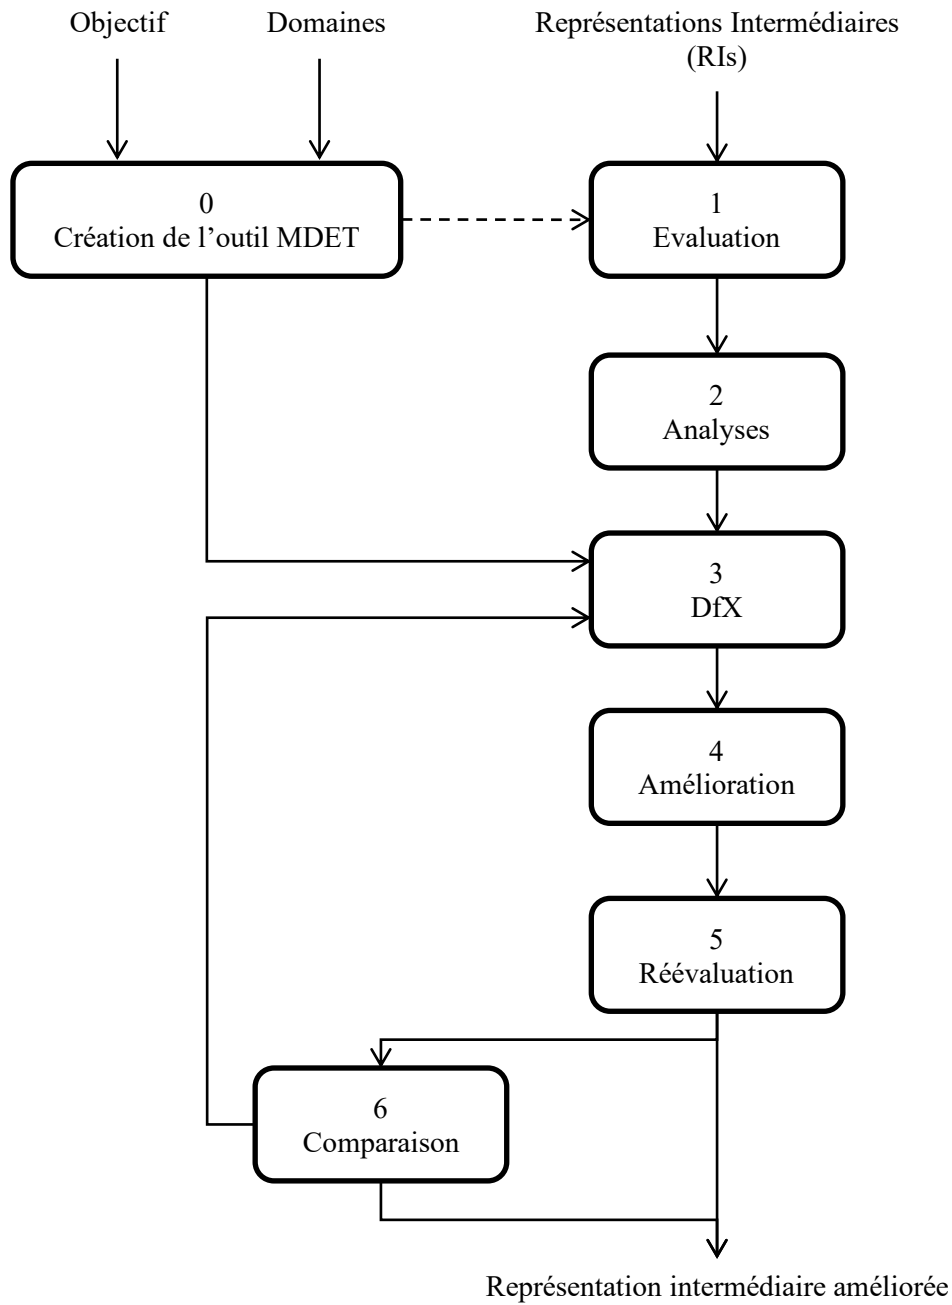 Objectif
Domaines
Représentations Intermédiaires
(RIs)
0
Création de l’outil MDET
1
Evaluation
2
Analyses
3
DfX
4
Amélioration
5
Réévaluation
6
Comparaison
Représentation intermédiaire améliorée